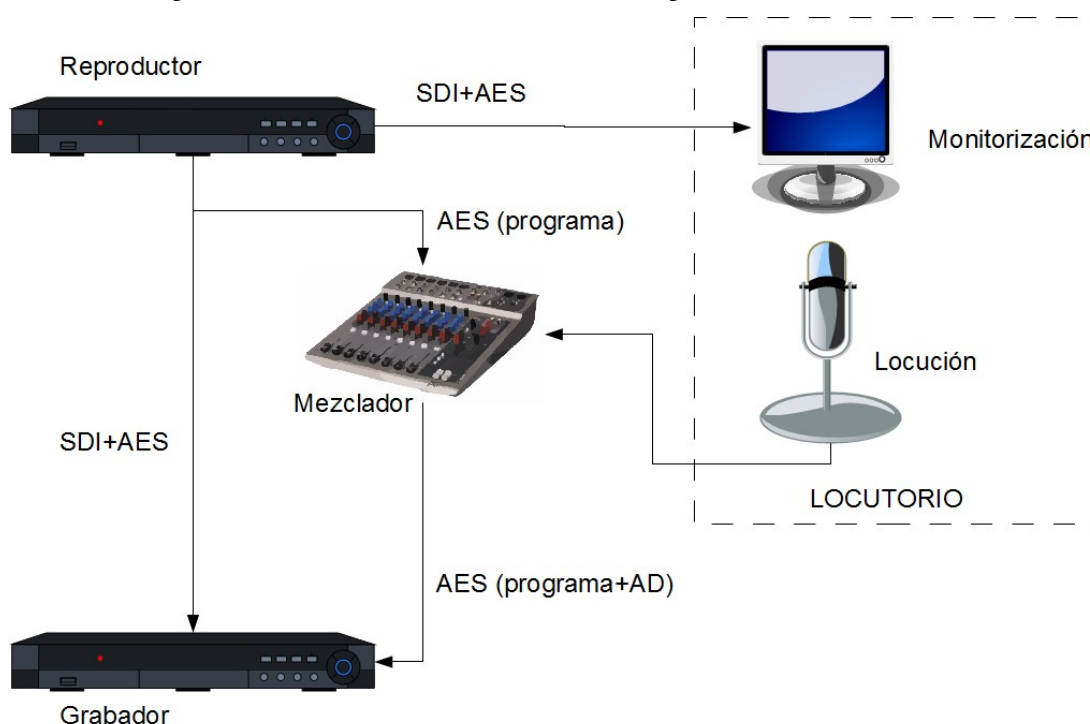 Reproductor
SDI+AES
Monitorización
AES (programa)
Locución
Mezclador
SDI+AES
LOCUTORIO
AES (programa+AD)
Grabador